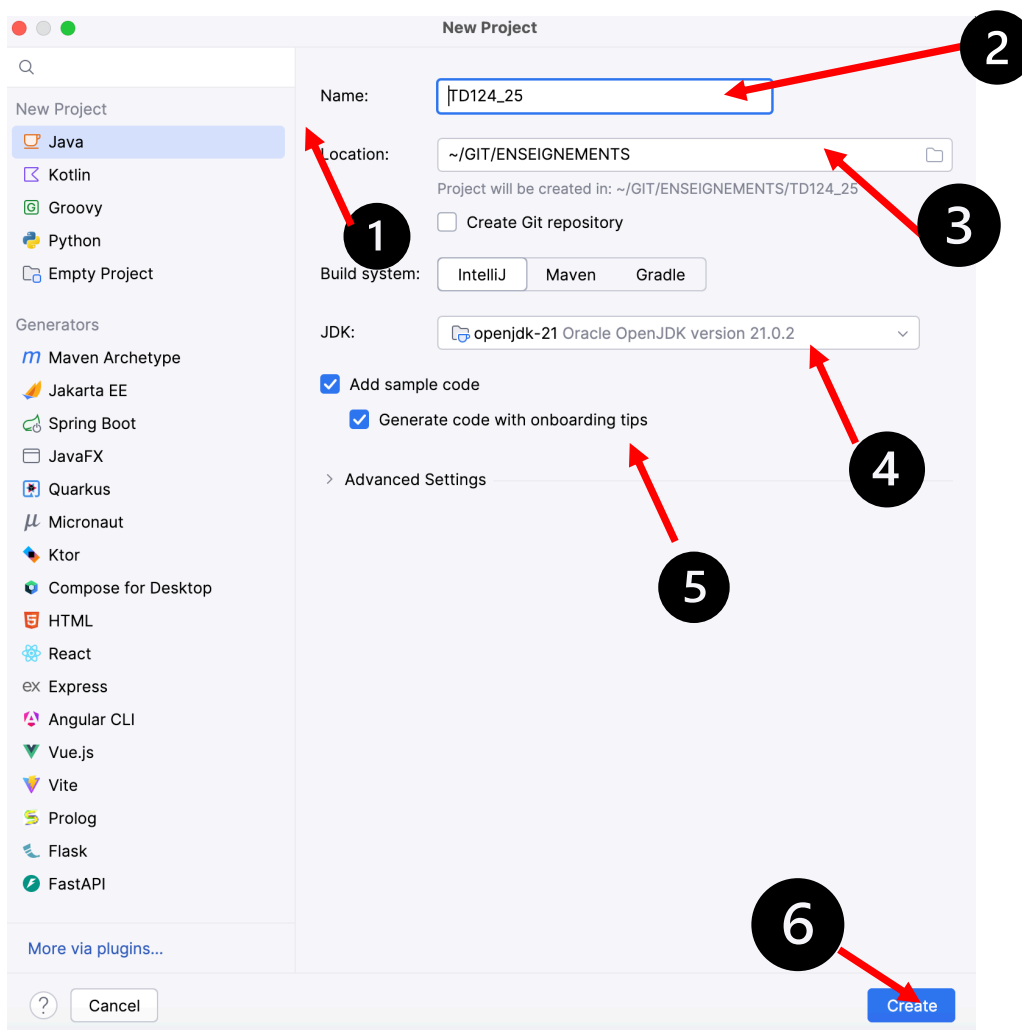 New Project
2
New Project
Java
Kotlin
Groovy
Python
Empty Project
Generators
Maven Archetype
Jakarta EE
Spring Boot
JavaFX
Quarkus
Micronaut
Ktor
Compose for Desktop
HTML
React
ex Express
Angular CLI
Vue.js
Vite
Prolog
Flask
FastAPI
More via plugins...
Name: TD124_25
1
Location: ~/GIT/ENSEIGNEMENTS
Project will be created in: ~/GIT/ENSEIGNEMENTS/TD124_25
3
Create Git repository
Build system: IntelliJ Maven Gradle
JDK: openjdk-21 Oracle OpenJDK version 21.0.2
4
Add sample code
Generate code with onboarding tips
5
Advanced Settings
6
? Cancel Create